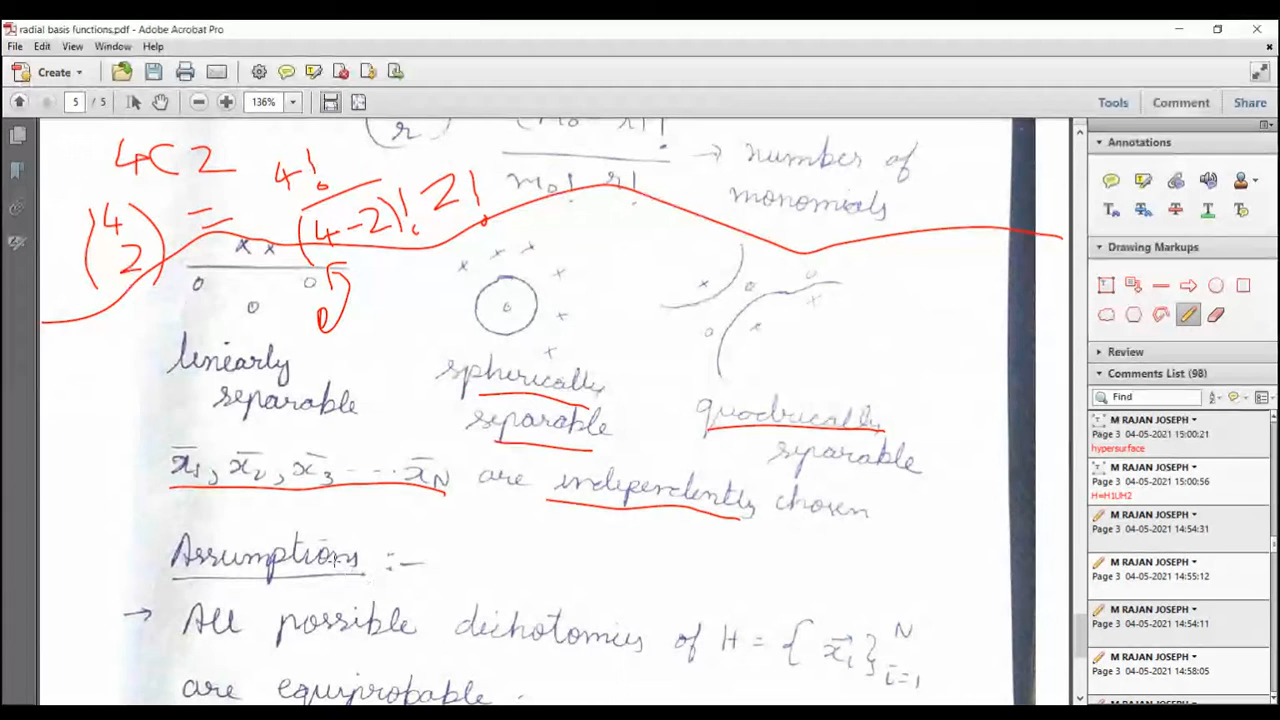 radial basis functions.pdf - Adobe Acrobat Pro
File Edit View Window Help
Create
5 / 5 136% Tools Comment Share
4C2 = 4! / (4-2)! 2!
(4 2)
(r) m₀! r! → number of
monomials
x x
o o o
linearly
separable
spherically
separable
quadrically
separable
x̄₁, x̄₂, x̄₃ ---- x̄N are independently chosen
Assumptions :-
→ All possible dichotomies of H = { x⃗i }ᴺ i=1
are equiprobable.
Annotations
Drawing Markups
Review
Comments List (98)
Find
M RAJAN JOSEPH
Page 3 04-05-2021 15:00:21
hypersurface
M RAJAN JOSEPH
Page 3 04-05-2021 15:00:56
H=H1UH2
M RAJAN JOSEPH
Page 3 04-05-2021 14:54:31
M RAJAN JOSEPH
Page 3 04-05-2021 14:55:12
M RAJAN JOSEPH
Page 3 04-05-2021 14:54:11
M RAJAN JOSEPH
Page 3 04-05-2021 14:58:05
M RAJAN JOSEPH